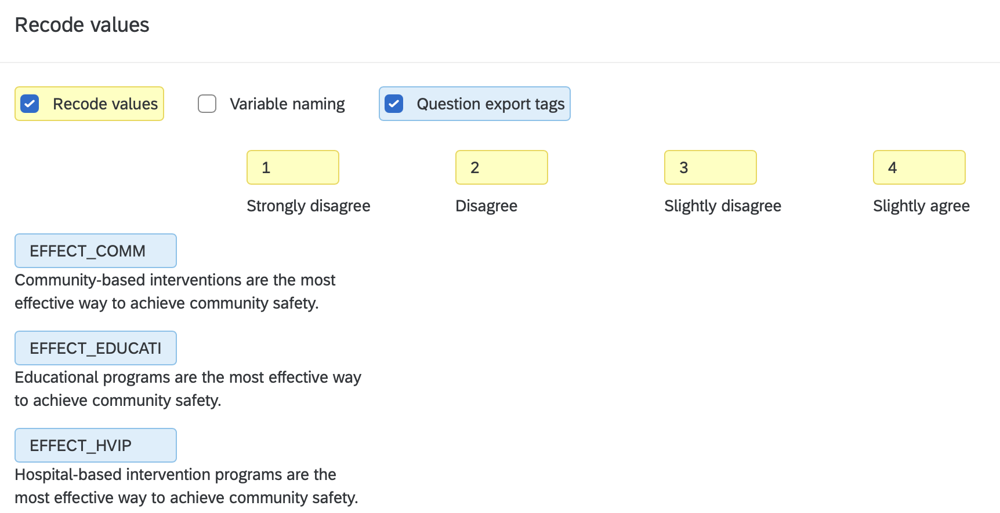 Recode values
Recode values Variable naming Question export tags
1 2 3 4
Strongly disagree Disagree Slightly disagree Slightly agree
EFFECT_COMM
Community-based interventions are the most
effective way to achieve community safety.
EFFECT_EDUCATI
Educational programs are the most effective way
to achieve community safety.
EFFECT_HVIP
Hospital-based intervention programs are the
most effective way to achieve community safety.